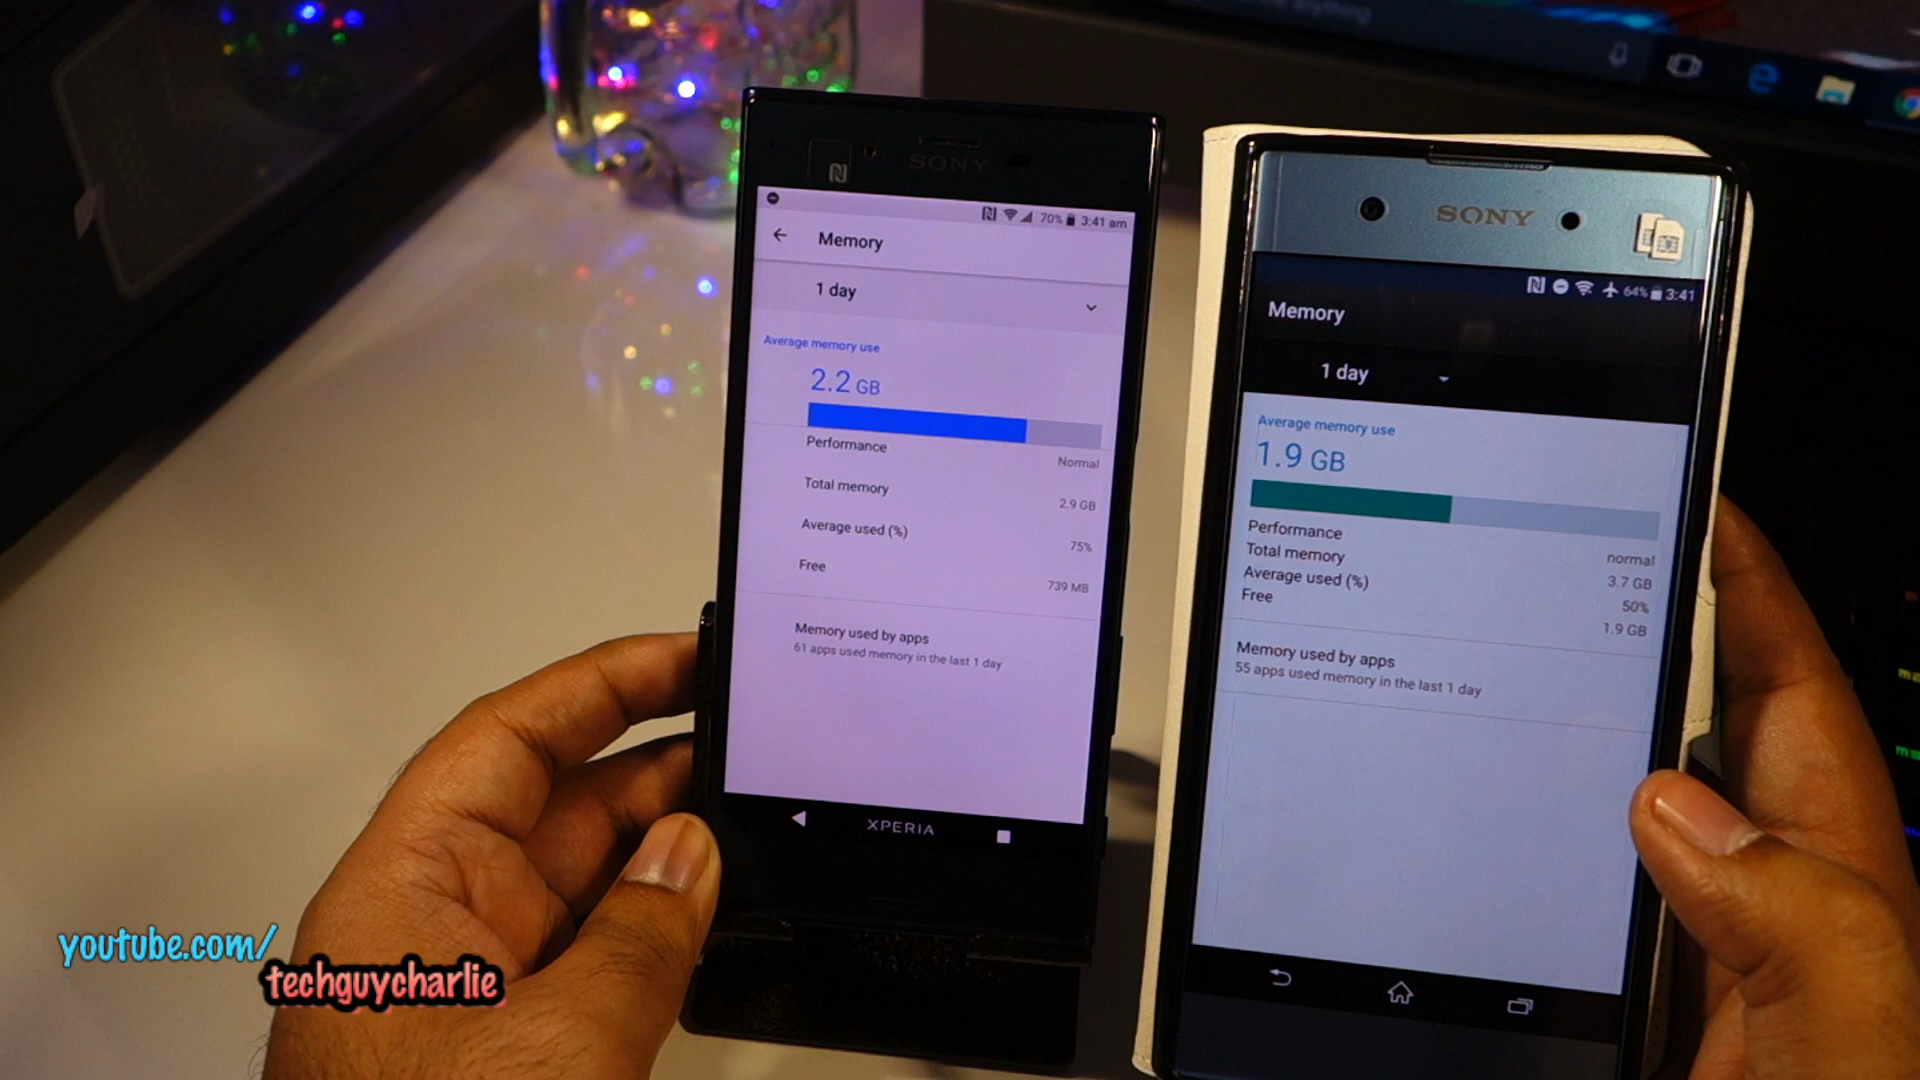 SONY
70% 3:41 am
Memory
1 day
Average memory use
2.2 GB
Performance
Normal
Total memory
2.9 GB
Average used (%)
75%
Free
739 MB
Memory used by apps
61 apps used memory in the last 1 day
XPERIA
SONY
64% 3:41
Memory
1 day
Average memory use
1.9 GB
Performance
normal
Total memory
3.7 GB
Average used (%)
50%
Free
1.9 GB
Memory used by apps
55 apps used memory in the last 1 day
anything
youtube.com/
techguycharlie